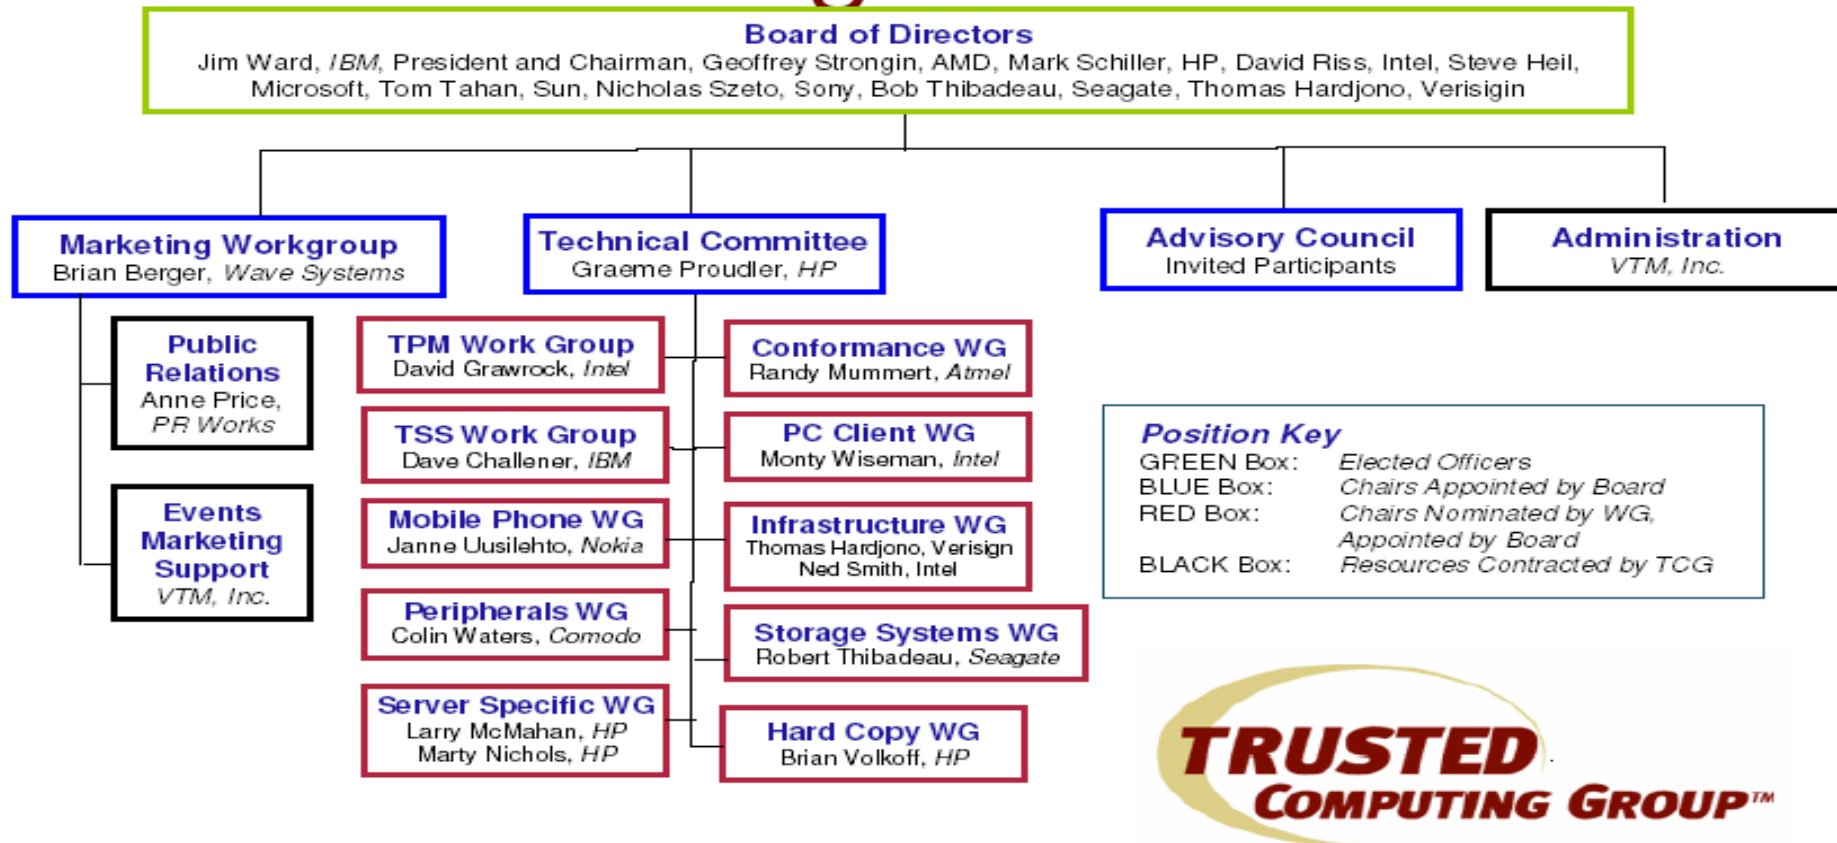 Board of Directors
Jim Ward, IBM, President and Chairman, Geoffrey Strongin, AMD, Mark Schiller, HP, David Riss, Intel, Steve Heil,
Microsoft, Tom Tahan, Sun, Nicholas Szeto, Sony, Bob Thibadeau, Seagate, Thomas Hardjono, Verisigin
Marketing Workgroup
Brian Berger, Wave Systems
Technical Committee
Graeme Proudler, HP
Advisory Council
Invited Participants
Administration
VTM, Inc.
Public
Relations
Anne Price,
PR Works
Events
Marketing
Support
VTM, Inc.
TPM Work Group
David Grawrock, Intel
TSS Work Group
Dave Challener, IBM
Mobile Phone WG
Janne Uusilehto, Nokia
Peripherals WG
Colin Waters, Comodo
Server Specific WG
Larry McMahan, HP
Marty Nichols, HP
Conformance WG
Randy Mummert, Atmel
PC Client WG
Monty Wiseman, Intel
Infrastructure WG
Thomas Hardjono, Verisign
Ned Smith, Intel
Storage Systems WG
Robert Thibadeau, Seagate
Hard Copy WG
Brian Volkoff, HP
Position Key
GREEN Box: Elected Officers
BLUE Box: Chairs Appointed by Board
RED Box: Chairs Nominated by WG,
Appointed by Board
BLACK Box: Resources Contracted by TCG
TRUSTED
COMPUTING GROUP™